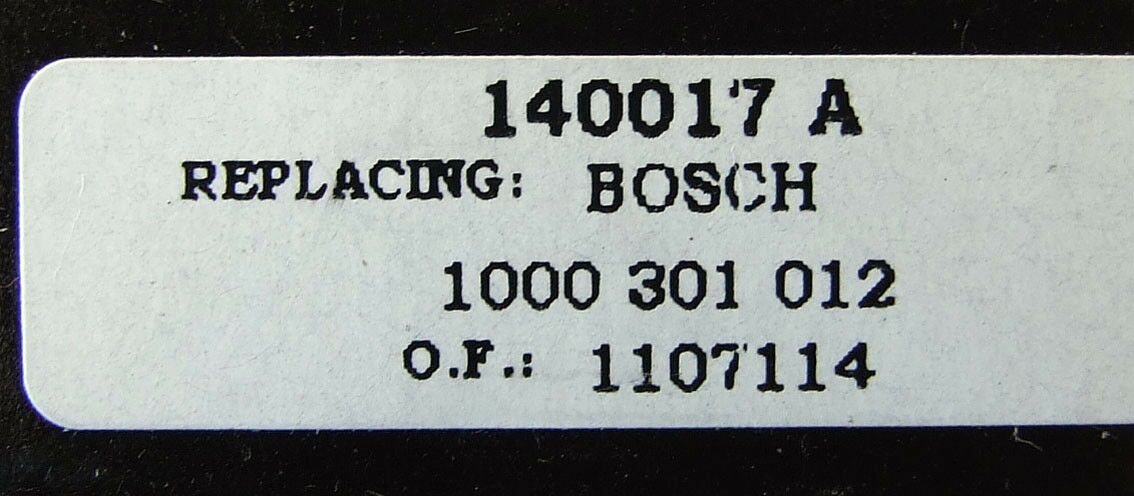 140017 A
REPLACING: BOSCH
1000 301 012
O.F.: 1107114